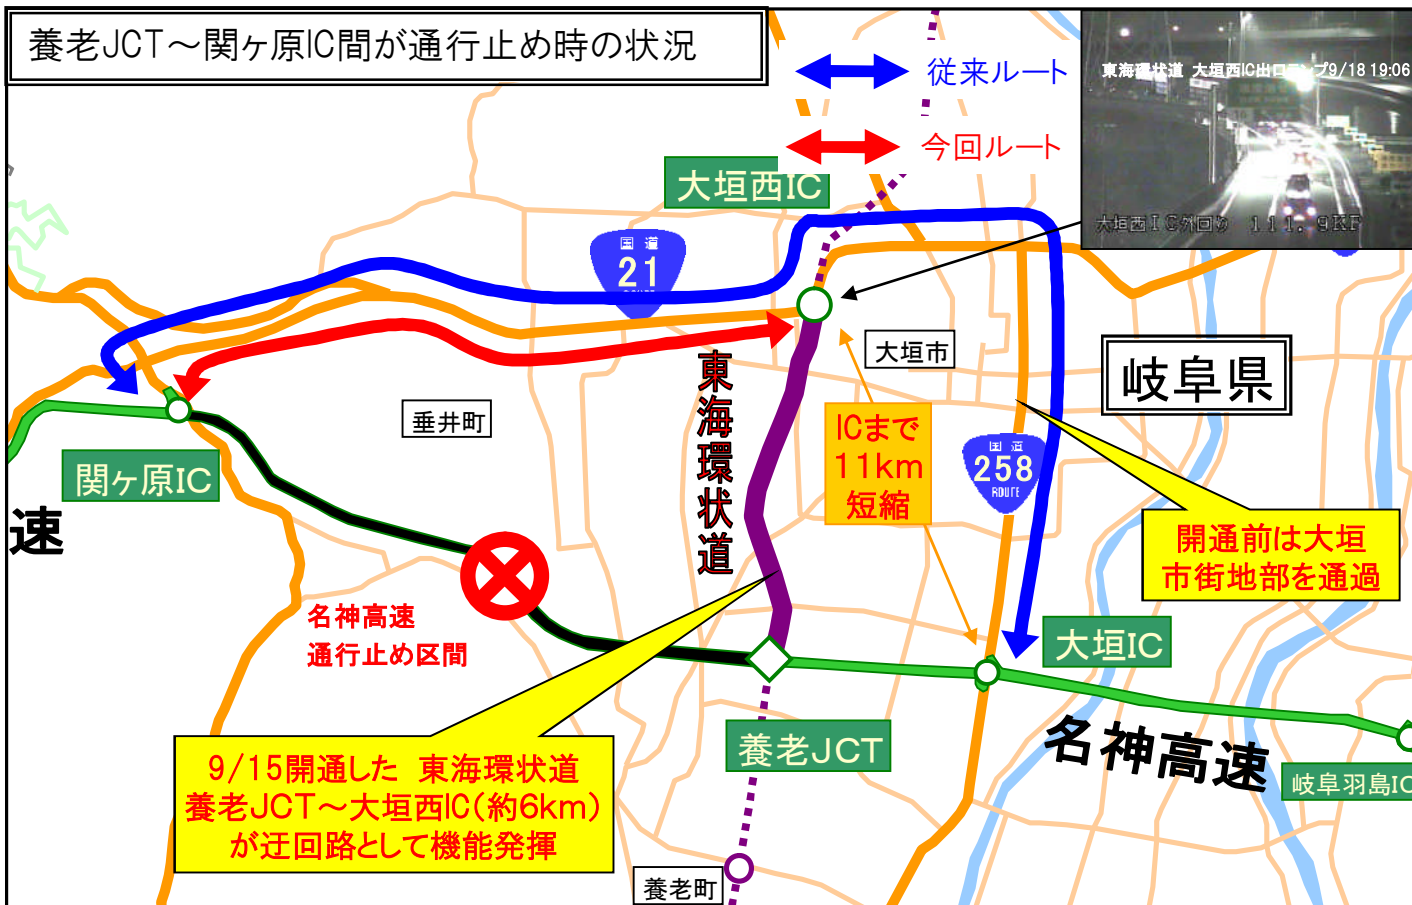 養老JCT～関ヶ原IC間が通行止め時の状況
従来ルート
今回ルート
東海環状道 大垣西IC出口ランプ9/18 19:06
大垣西IC外回り 111.9KP
大垣西IC
国道
21
大垣市
岐阜県
東海環状道
垂井町
ICまで
11km
短縮
国道
258
ROUTE
関ヶ原IC
速
開通前は大垣
市街地部を通過
名神高速
通行止め区間
大垣IC
養老JCT
名神高速
岐阜羽島IC
9/15開通した 東海環状道
養老JCT～大垣西IC(約6km)
が迂回路として機能発揮
養老町